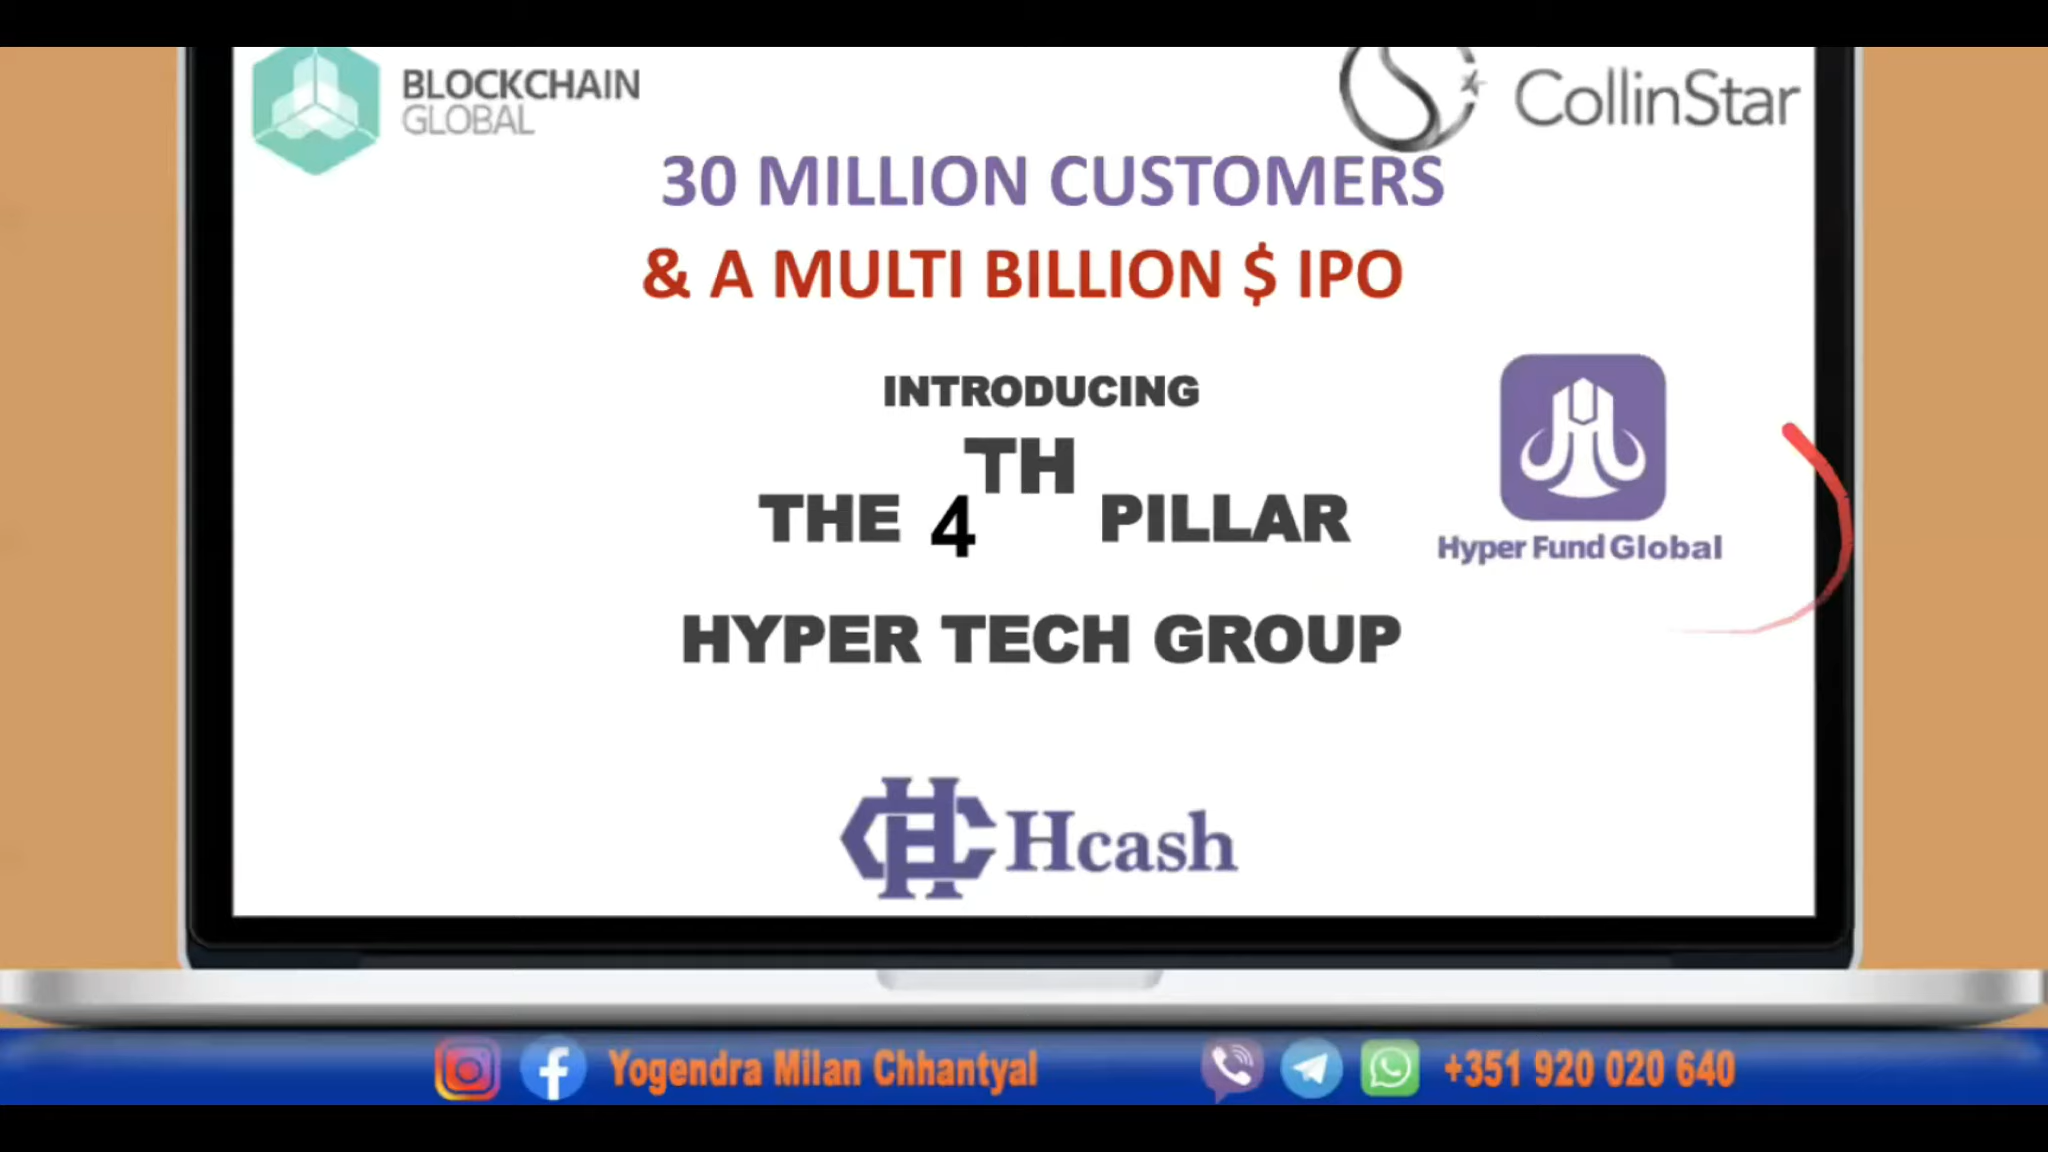 BLOCKCHAIN
GLOBAL
CollinStar
30 MILLION CUSTOMERS
& A MULTI BILLION $ IPO
INTRODUCING
THE 4TH PILLAR
Hyper Fund Global
HYPER TECH GROUP
Hcash
Yogendra Milan Chhantyal
+351 920 020 640